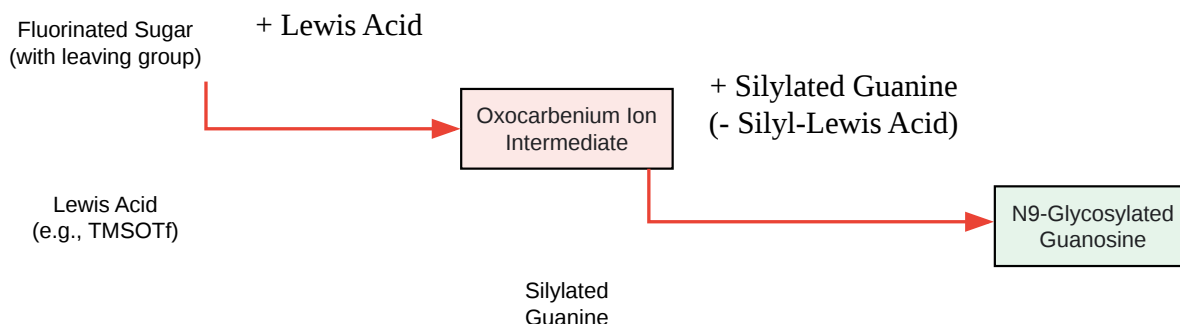 Fluorinated Sugar
(with leaving group)
+ Lewis Acid
Oxocarbenium Ion
Intermediate
+ Silylated Guanine
(- Silyl-Lewis Acid)
Lewis Acid
(e.g., TMSOTf)
N9-Glycosylated
Guanosine
Silylated
Guanine